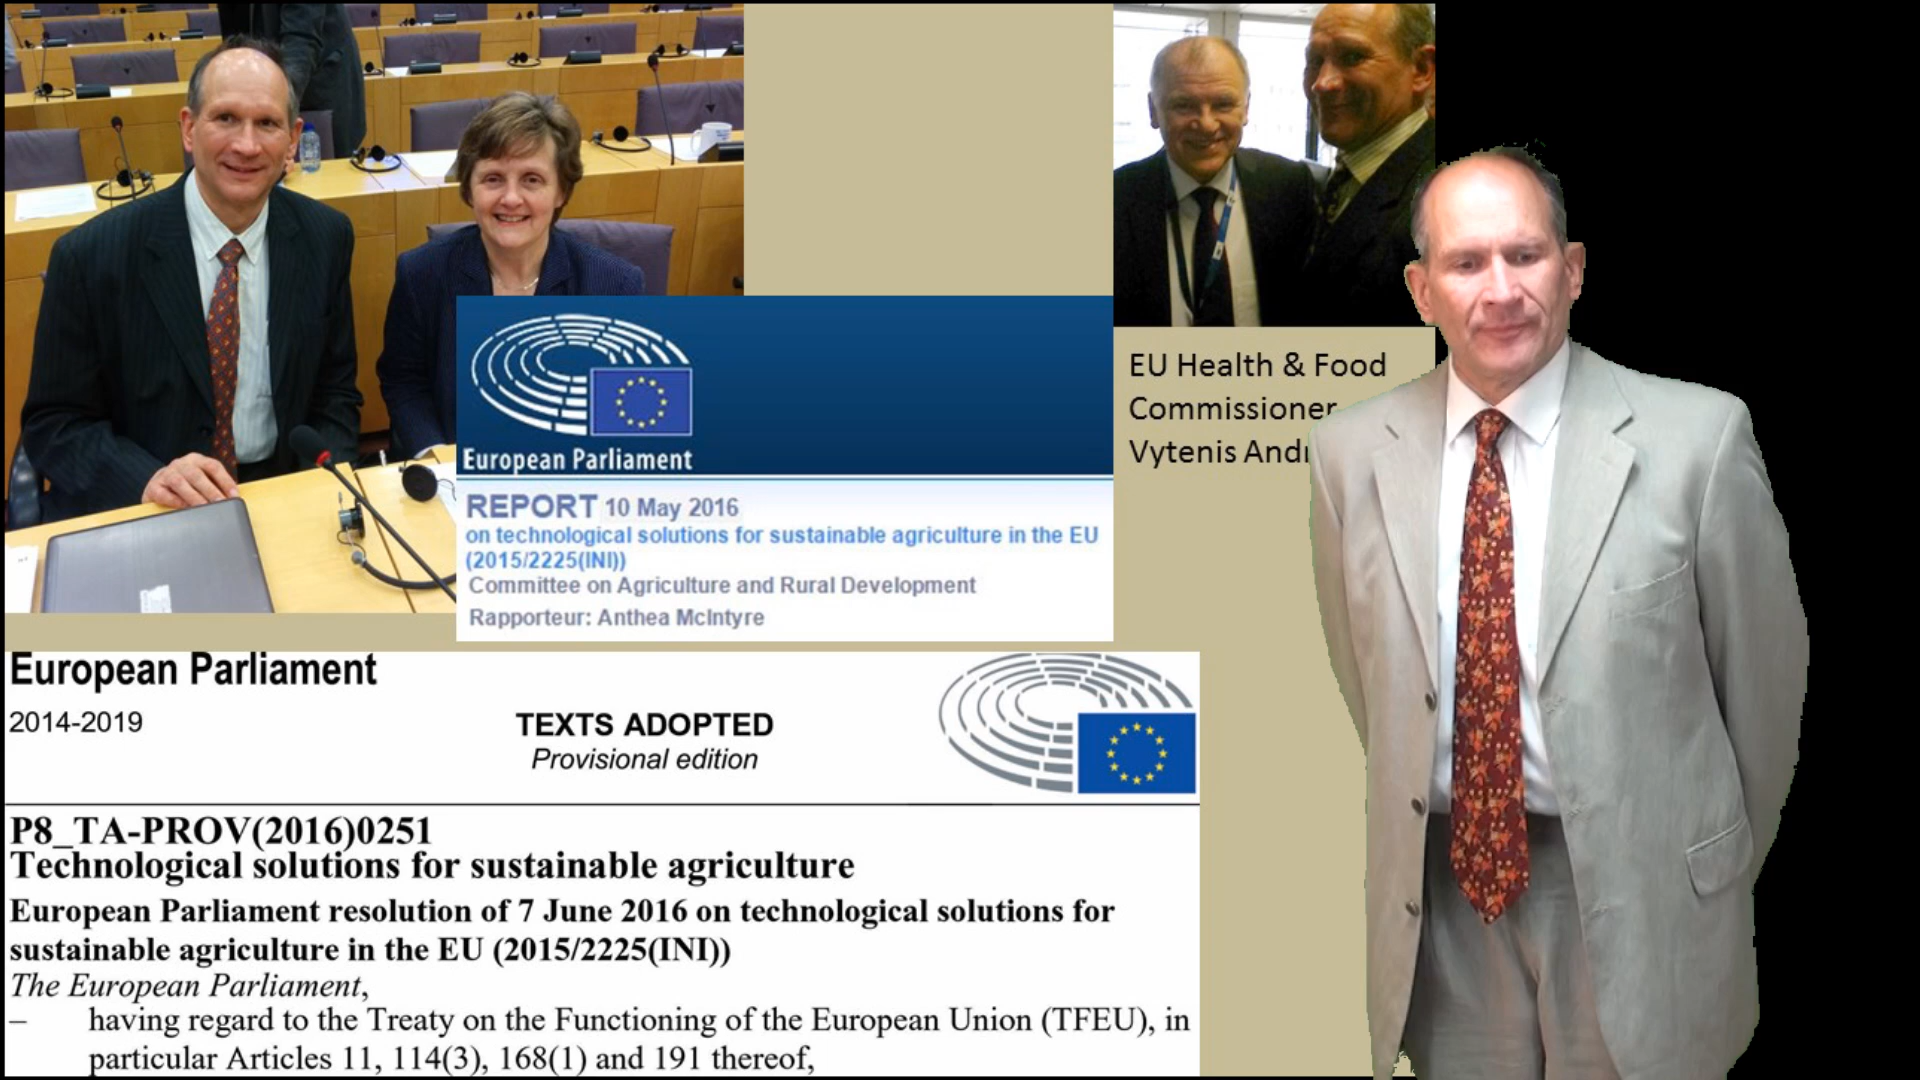 EU Health & Food
Commissioner
Vytenis
European Parliament
REPORT 10 May 2016
on technological solutions for sustainable agriculture in the EU
(2015/2225(INI))
Committee on Agriculture and Rural Development
Rapporteur: Anthea McIntyre
European Parliament
2014-2019
TEXTS ADOPTED
Provisional edition
P8_TA-PROV(2016)0251
Technological solutions for sustainable agriculture
European Parliament resolution of 7 June 2016 on technological solutions for
sustainable agriculture in the EU (2015/2225(INI))
The European Parliament,
– having regard to the Treaty on the Functioning of the European Union (TFEU), in
particular Articles 11, 114(3), 168(1) and 191 thereof,